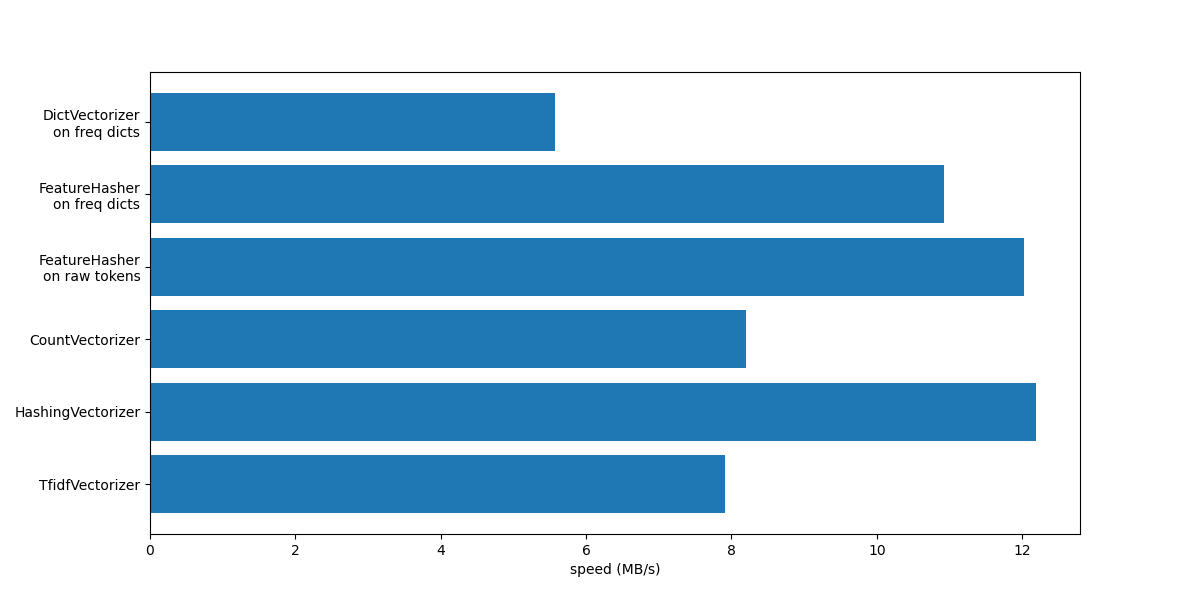 DictVectorizer
on freq dicts
FeatureHasher
on freq dicts
FeatureHasher
on raw tokens
CountVectorizer
HashingVectorizer
TfidfVectorizer
0 2 4 6 8 10 12
speed (MB/s)